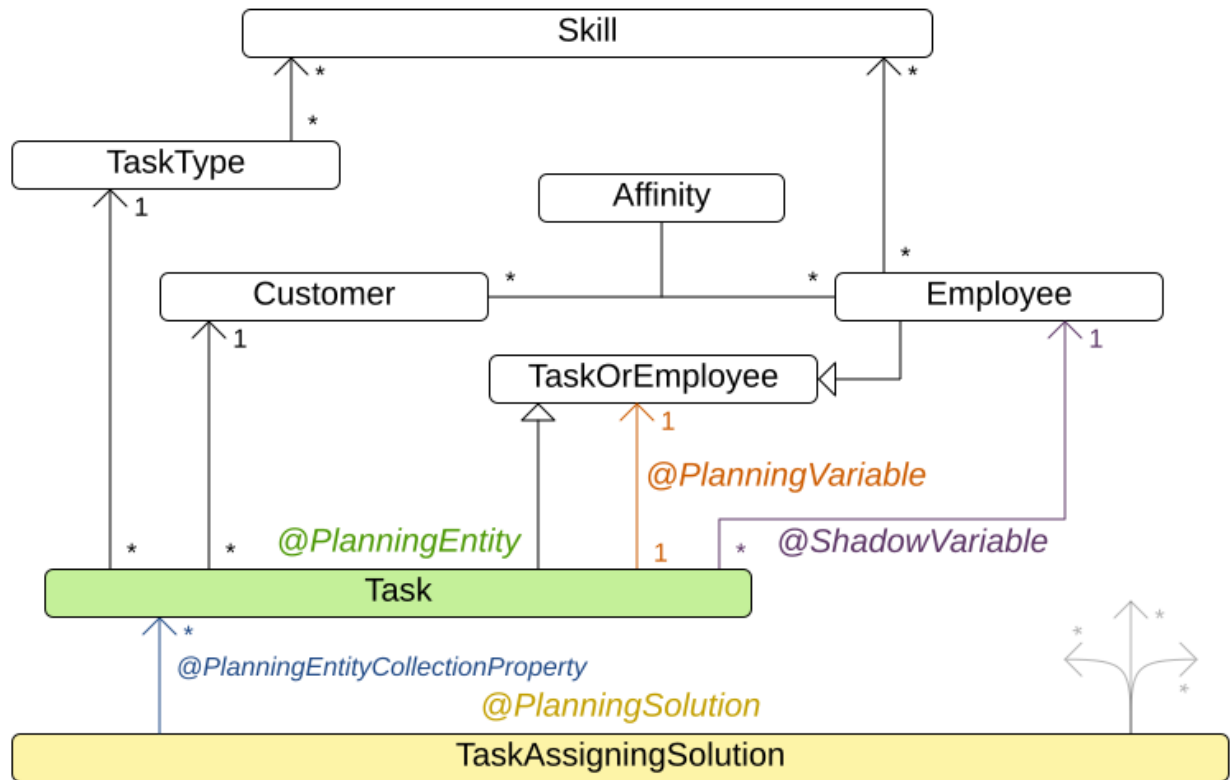 Skill
*
*
*
TaskType
1
Affinity
*
Customer
*
*
Employee
1
1
TaskOrEmployee
1
@PlanningVariable
*
*
@PlanningEntity
1
*
@ShadowVariable
Task
*
@PlanningEntityCollectionProperty
*
*
*
@PlanningSolution
TaskAssigningSolution